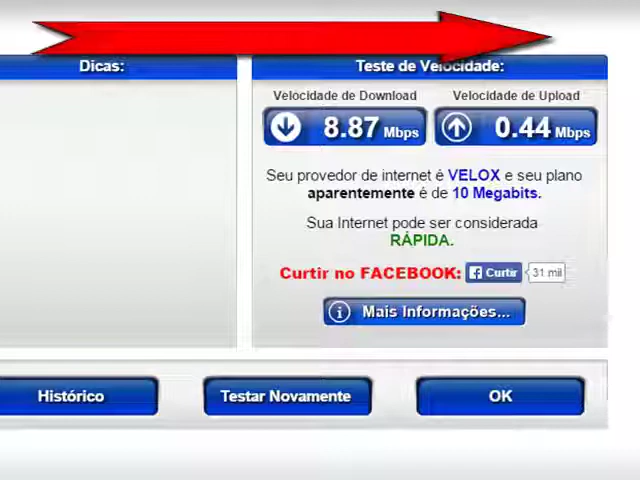 Dicas:
Teste de Velocidade:
Velocidade de Download
Velocidade de Upload
8.87 Mbps
0.44 Mbps
Seu provedor de internet é VELOX e seu plano
aparentemente é de 10 Megabits.
Sua Internet pode ser considerada
RÁPIDA.
Curtir no FACEBOOK:
Curtir
31 mil
Mais Informações...
Histórico
Testar Novamente
OK